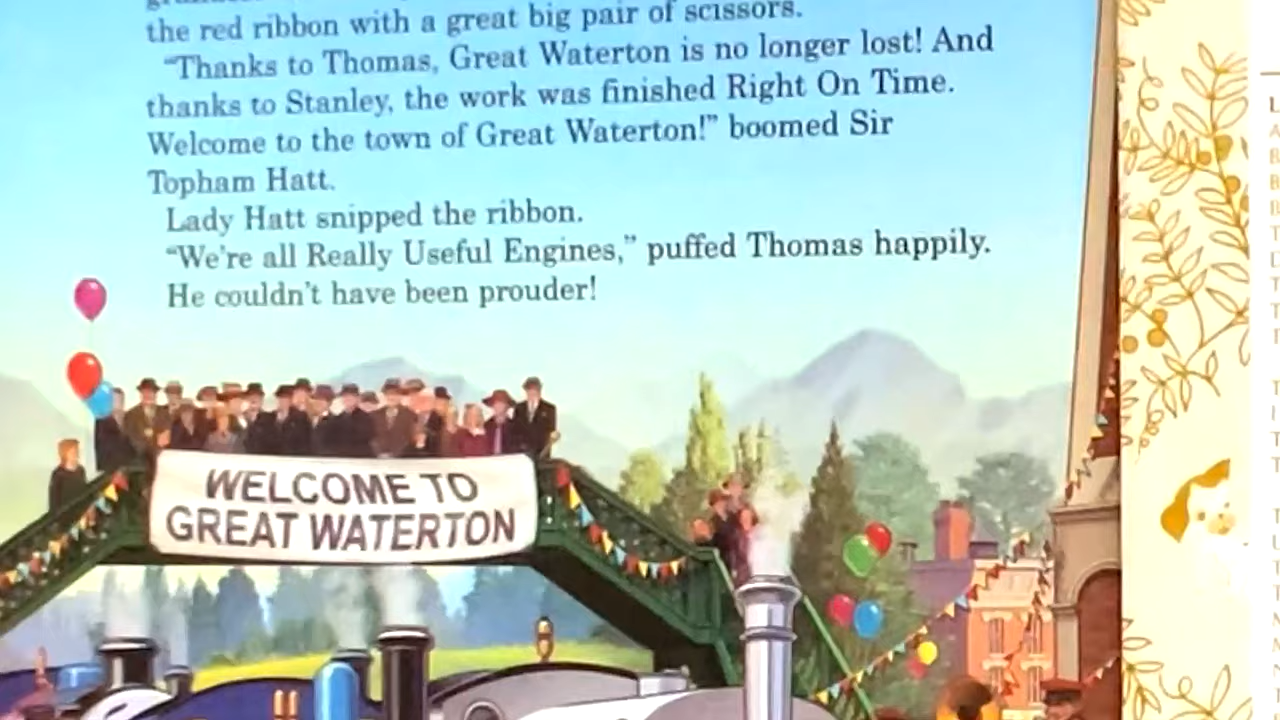 the red ribbon with a great big pair of scissors.
“Thanks to Thomas, Great Waterton is no longer lost! And
thanks to Stanley, the work was finished Right On Time.
Welcome to the town of Great Waterton!” boomed Sir
Topham Hatt.
Lady Hatt snipped the ribbon.
“We’re all Really Useful Engines,” puffed Thomas happily.
He couldn’t have been prouder!
WELCOME TO
GREAT WATERTON